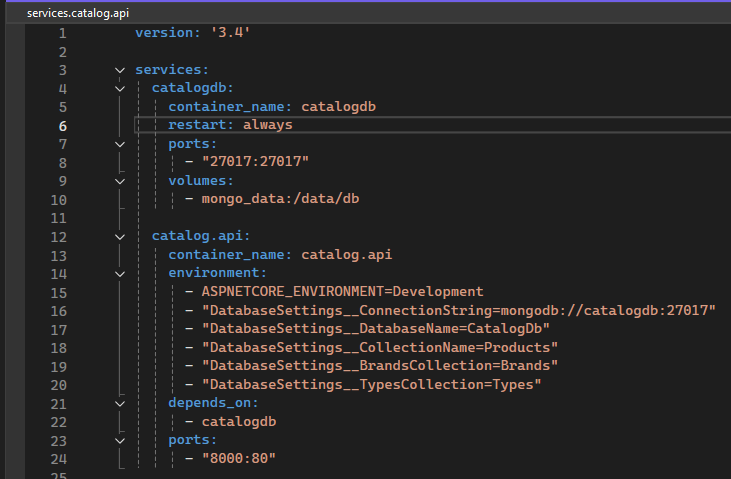 services.catalog.api
1 version: '3.4'
2
3 services:
4 catalogdb:
5 container_name: catalogdb
6 restart: always
7 ports:
8 - "27017:27017"
9 volumes:
10 - mongo_data:/data/db
11
12 catalog.api:
13 container_name: catalog.api
14 environment:
15 - ASPNETCORE_ENVIRONMENT=Development
16 - "DatabaseSettings__ConnectionString=mongodb://catalogdb:27017"
17 - "DatabaseSettings__DatabaseName=CatalogDb"
18 - "DatabaseSettings__CollectionName=Products"
19 - "DatabaseSettings__BrandsCollection=Brands"
20 - "DatabaseSettings__TypesCollection=Types"
21 depends_on:
22 - catalogdb
23 ports:
24 - "8000:80"
25